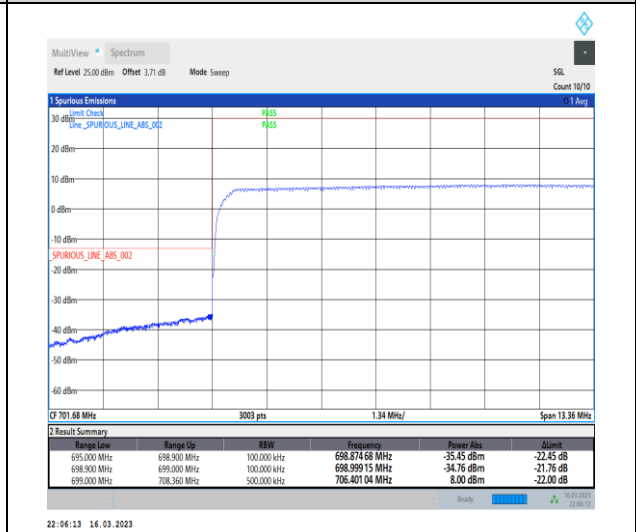 MultiView Spectrum
Ref Level 25.00 dBm Offset 3.71 dB Mode Sweep SGL
Count 10/10
1 Spurious Emissions 1 Avg
Limit Check PASS
30 dBm
Line _SPURIOUS_LINE_ABS_002 PASS
20 dBm
10 dBm
0 dBm
-10 dBm
_SPURIOUS_LINE_ABS_002
-20 dBm
-30 dBm
-40 dBm
-50 dBm
-60 dBm
CF 701.68 MHz 3003 pts 1.34 MHz/ Span 13.36 MHz
2 Result Summary
Range Low Range Up RBW Frequency Power Abs ΔLimit
695.000 MHz 698.900 MHz 100.000 kHz 698.874 68 MHz -35.45 dBm -22.45 dB
698.900 MHz 699.000 MHz 100.000 kHz 698.999 15 MHz -34.76 dBm -21.76 dB
699.000 MHz 708.360 MHz 500.000 kHz 706.401 04 MHz 8.00 dBm -22.00 dB
Ready 16.03.2023
22:06:12
22:06:13 16.03.2023